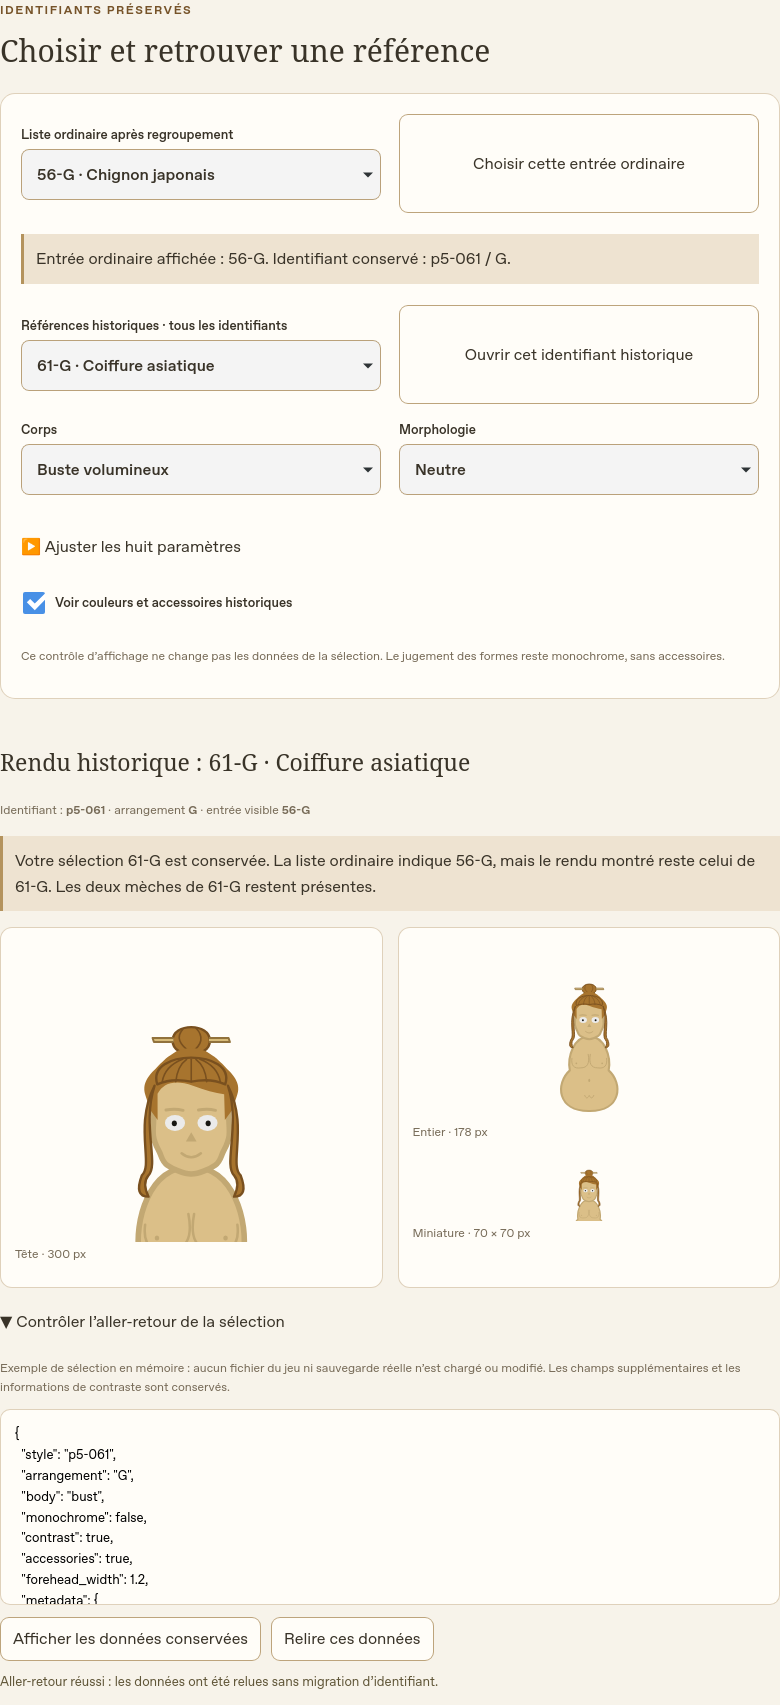 IDENTIFIANTS PRÉSERVÉS
Choisir et retrouver une référence
Liste ordinaire après regroupement
56-G · Chignon japonais
Choisir cette entrée ordinaire
Entrée ordinaire affichée : 56-G. Identifiant conservé : p5-061 / G.
Références historiques · tous les identifiants
61-G · Coiffure asiatique
Ouvrir cet identifiant historique
Corps
Morphologie
Buste volumineux
Neutre
Ajuster les huit paramètres
Voir couleurs et accessoires historiques
Ce contrôle d’affichage ne change pas les données de la sélection. Le jugement des formes reste monochrome, sans accessoires.
Rendu historique : 61-G · Coiffure asiatique
Identifiant : p5-061 · arrangement G · entrée visible 56-G
Votre sélection 61-G est conservée. La liste ordinaire indique 56-G, mais le rendu montré reste celui de
61-G. Les deux mèches de 61-G restent présentes.
Tête · 300 px
Entier · 178 px
Miniature · 70 × 70 px
▼ Contrôler l’aller-retour de la sélection
Exemple de sélection en mémoire : aucun fichier du jeu ni sauvegarde réelle n’est chargé ou modifié. Les champs supplémentaires et les
informations de contraste sont conservés.
{
"style": "p5-061",
"arrangement": "G",
"body": "bust",
"monochrome": false,
"contrast": true,
"accessories": true,
"forehead_width": 1.2,
"metadata": {
Afficher les données conservées
Relire ces données
Aller-retour réussi : les données ont été relues sans migration d’identifiant.